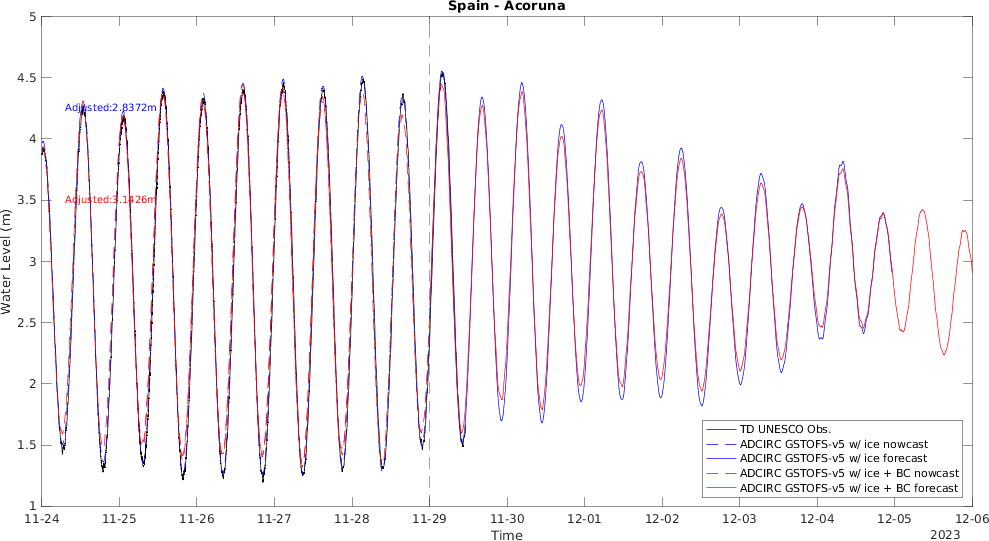 Spain - Acoruna
5
4.5
4
3.5
3
2.5
2
1.5
1
Water Level (m)
Adjusted:2.8372m
Adjusted:3.1426m
TD UNESCO Obs.
ADCIRC GSTOFS-v5 w/ ice nowcast
ADCIRC GSTOFS-v5 w/ ice forecast
ADCIRC GSTOFS-v5 w/ ice + BC nowcast
ADCIRC GSTOFS-v5 w/ ice + BC forecast
11-24 11-25 11-26 11-27 11-28 11-29 11-30 12-01 12-02 12-03 12-04 12-05 12-06
Time
2023